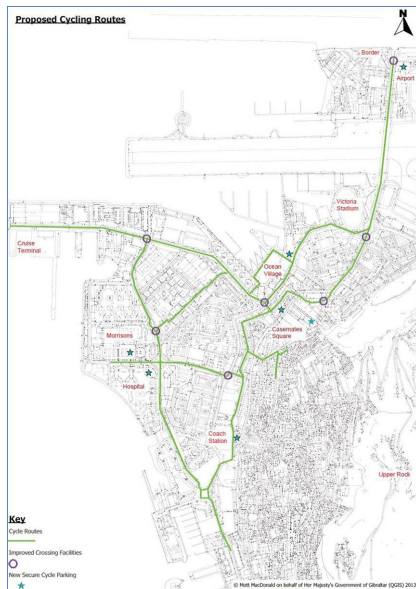 Proposed Cycling Routes
N
Border
Airport
Victoria
Stadium
Cruise
Terminal
Ocean
Village
Casemates
Square
Morrisons
Hospital
Coach
Station
Upper Rock
Key
Cycle Routes
Improved Crossing Facilities
New Secure Cycle Parking
© Mott MacDonald on behalf of Her Majesty's Government of Gibraltar (QGIS) 2013